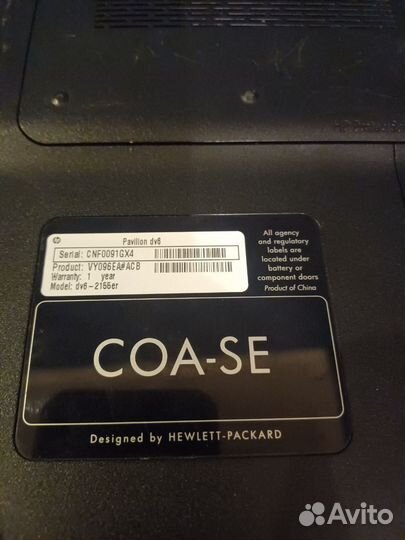 hp
Pavilion dv6
Serial: CNF0091GX4
Product: VY096EA#ACB
Warranty: 1 year
Model: dv6-2155er
All agency
and regulatory
labels are
located under
battery or
component doors
Product of China
COA-SE
Designed by HEWLETT-PACKARD
Avito